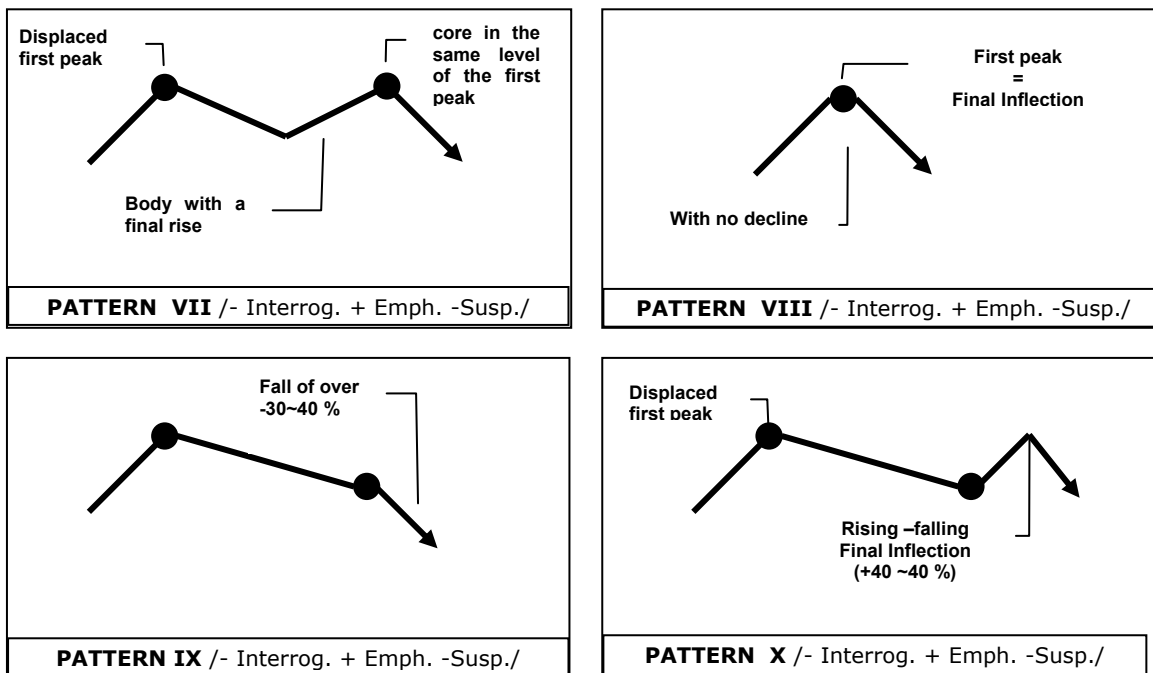 Displaced
first peak
core in the
same level
of the first
peak
Body with a
final rise
PATTERN VII /- Interrog. + Emph. -Susp./
First peak
=
Final Inflection
With no decline
PATTERN VIII /- Interrog. + Emph. -Susp./
Fall of over
-30~40 %
PATTERN IX /- Interrog. + Emph. -Susp./
Displaced
first peak
Rising –falling
Final Inflection
(+40 ~40 %)
PATTERN X /- Interrog. + Emph. -Susp./